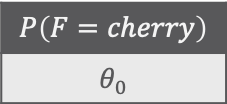 P(F = cherry)
θ₀